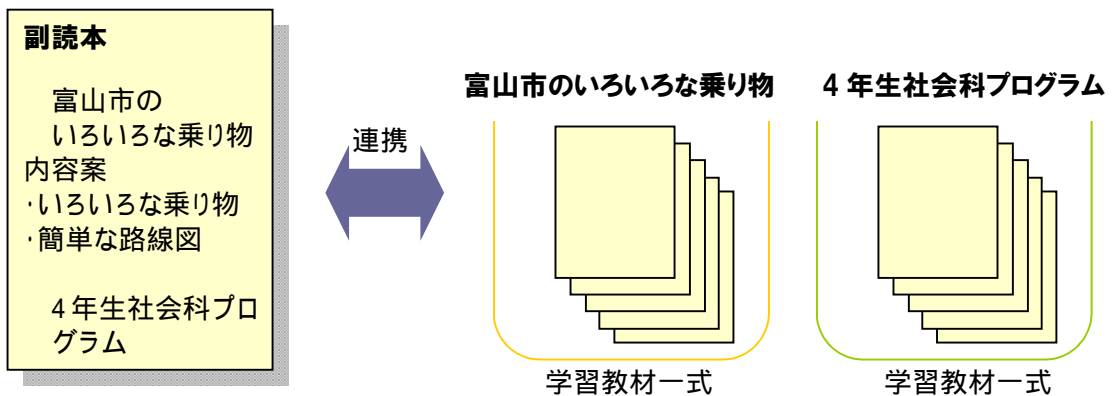 副読本
富山市の
いろいろな乗り物
内容案
・いろいろな乗り物
・簡単な路線図
4年生社会科プロ
グラム
連携
富山市のいろいろな乗り物
4年生社会科プログラム
学習教材一式
学習教材一式